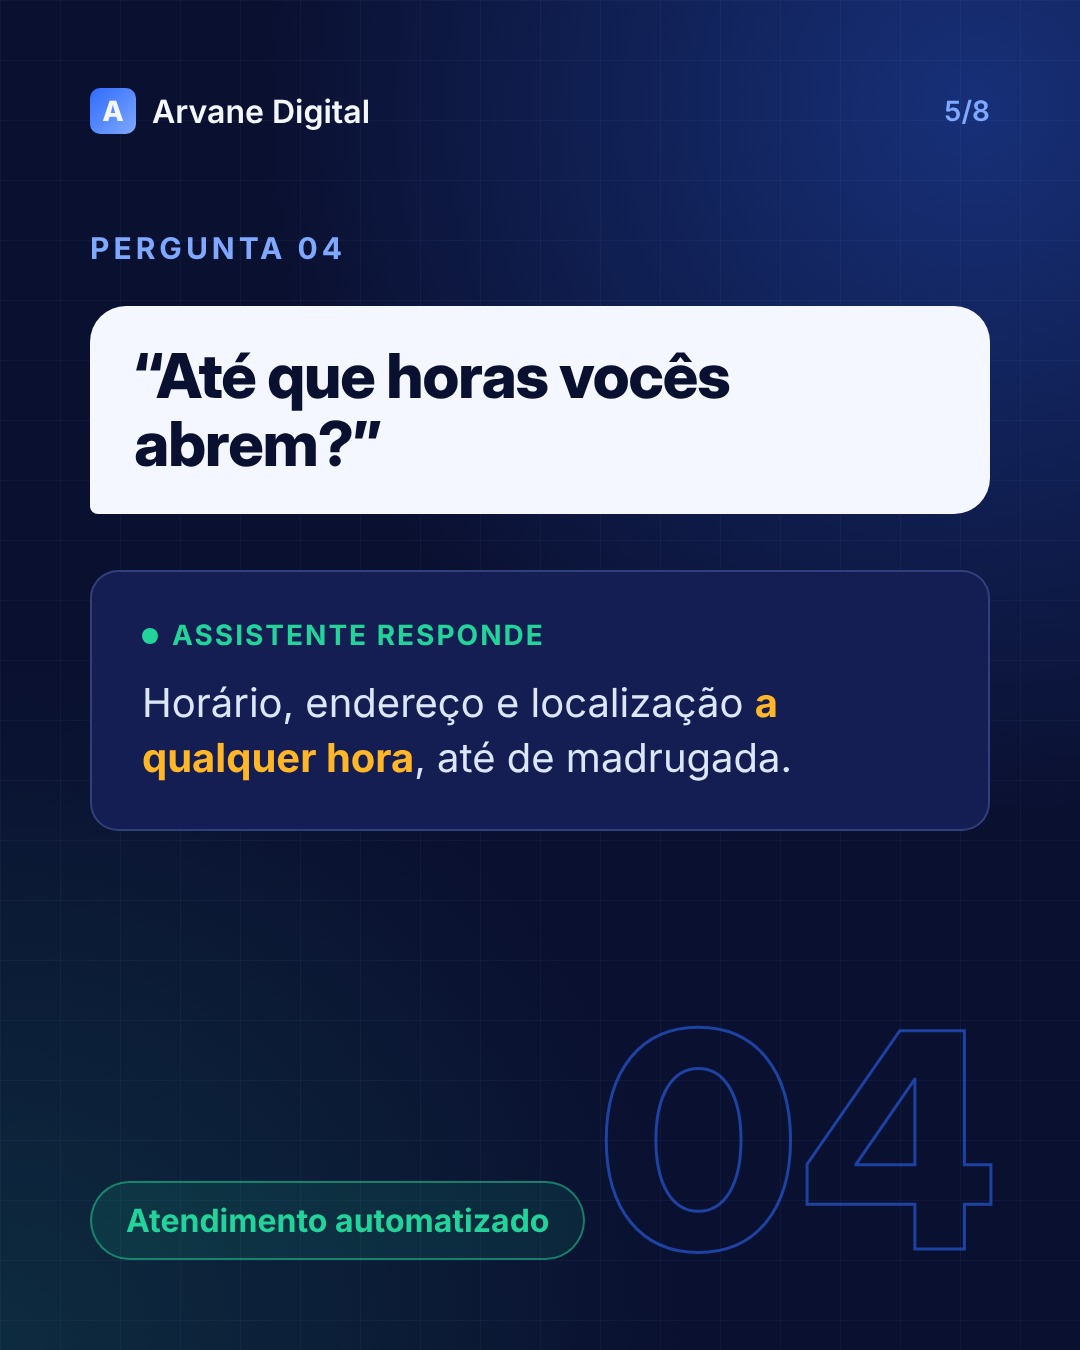 A Arvane Digital
5/8
PERGUNTA 04
“Até que horas vocês
abrem?”
ASSISTENTE RESPONDE
Horário, endereço e localização a
qualquer hora, até de madrugada.
04
Atendimento automatizado